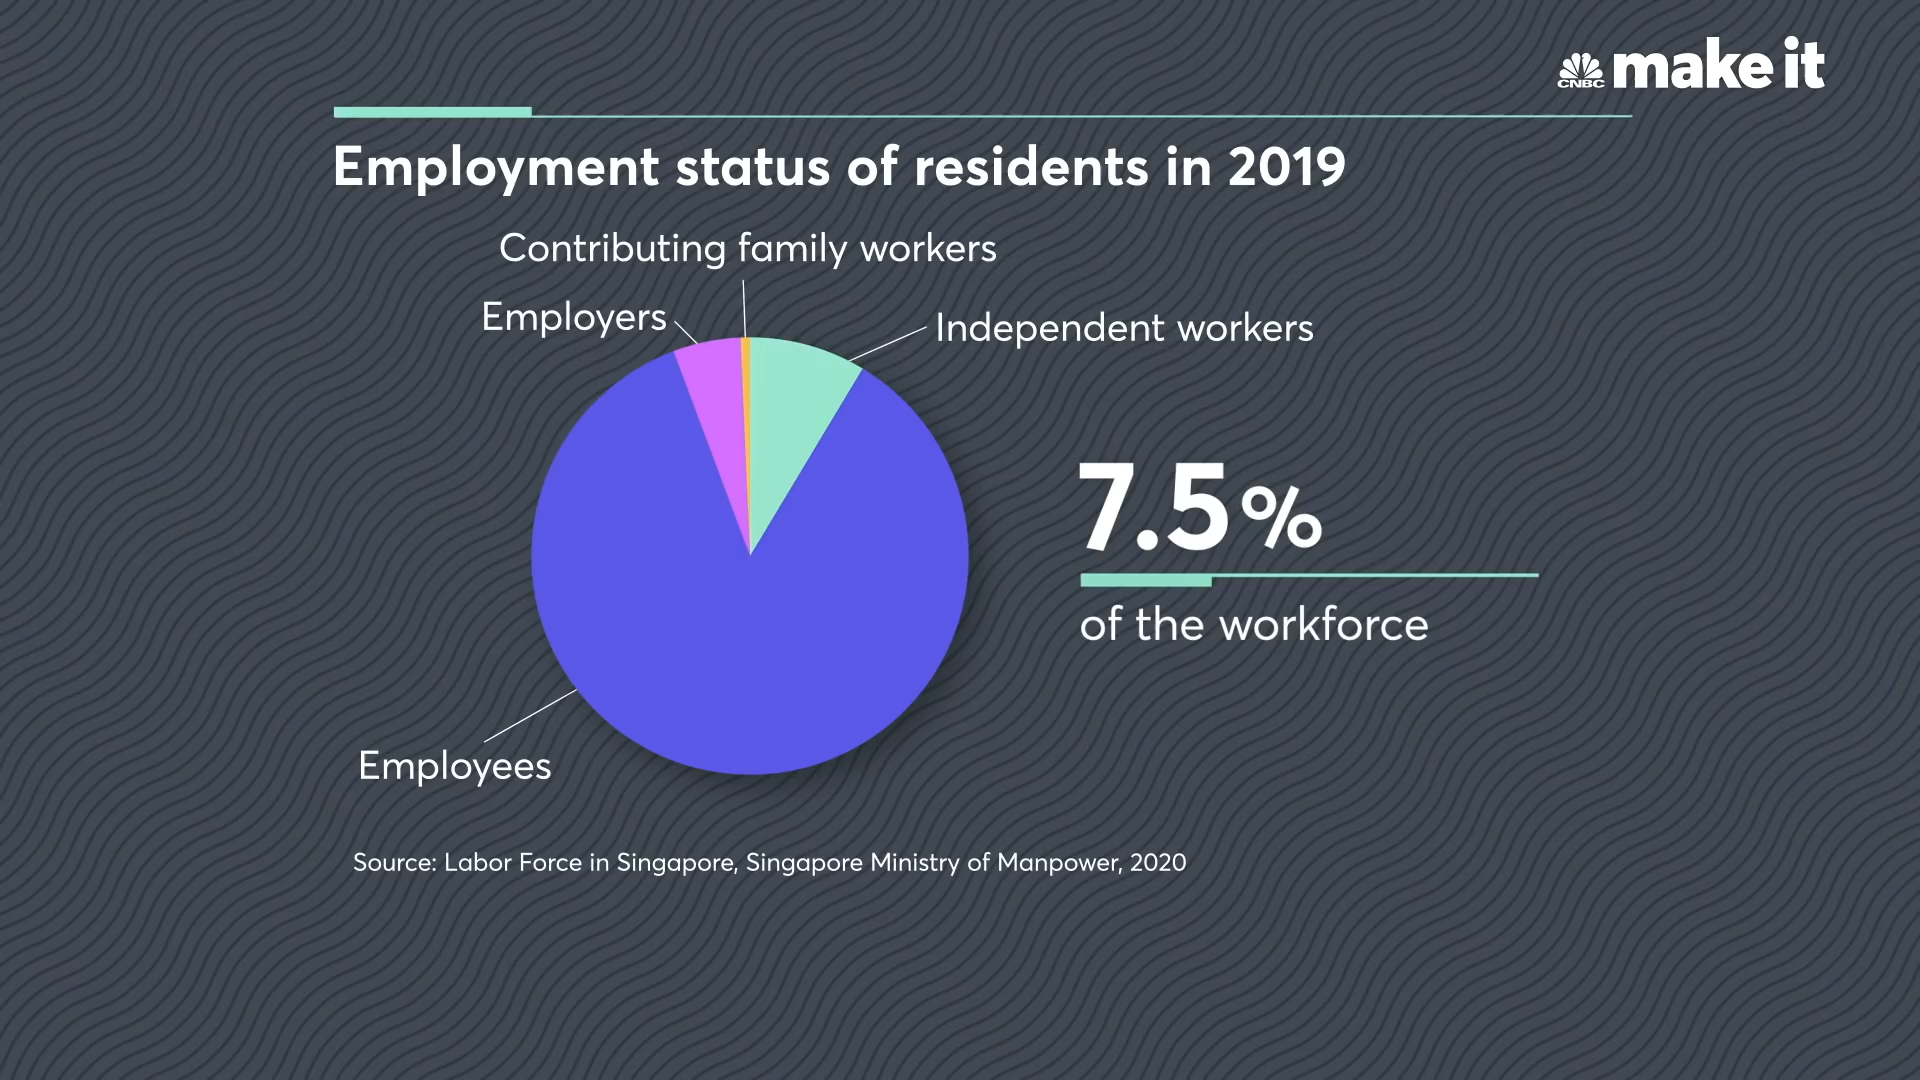 CNBC make it
Employment status of residents in 2019
Contributing family workers
Employers
Independent workers
7.5%
of the workforce
Employees
Source: Labor Force in Singapore, Singapore Ministry of Manpower, 2020